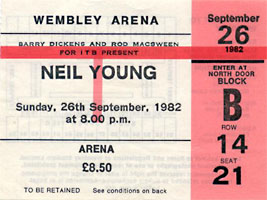 WEMBLEY ARENA
BARRY DICKENS AND ROD MACSWEEN
FOR ITB PRESENT
NEIL YOUNG
Sunday, 26th September, 1982
at 8.00 p.m.
ARENA
£8.50
TO BE RETAINED See conditions on back
September
26
1982
ENTER AT
NORTH DOOR
BLOCK
B
ROW
14
SEAT
21